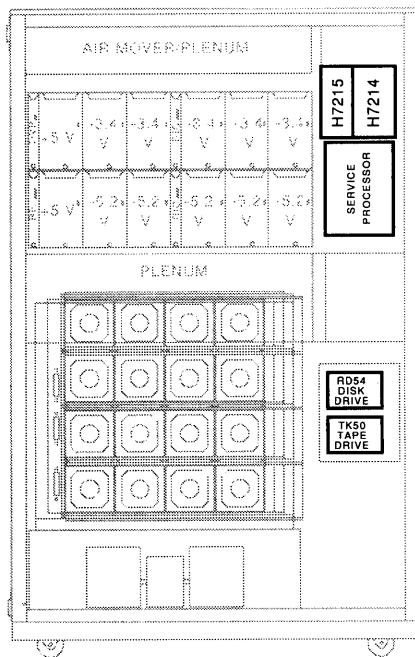 AIR MOVER/PLENUM
H7215
H7214
+5 V
-3.4 V
-3.4 V
-3.4 V
-3.4 V
-3.4 V
SERVICE
PROCESSOR
+5 V
-5.2 V
-5.2 V
-5.2 V
-5.2 V
-5.2 V
PLENUM
RD54
DISK
DRIVE
TK50
TAPE
DRIVE